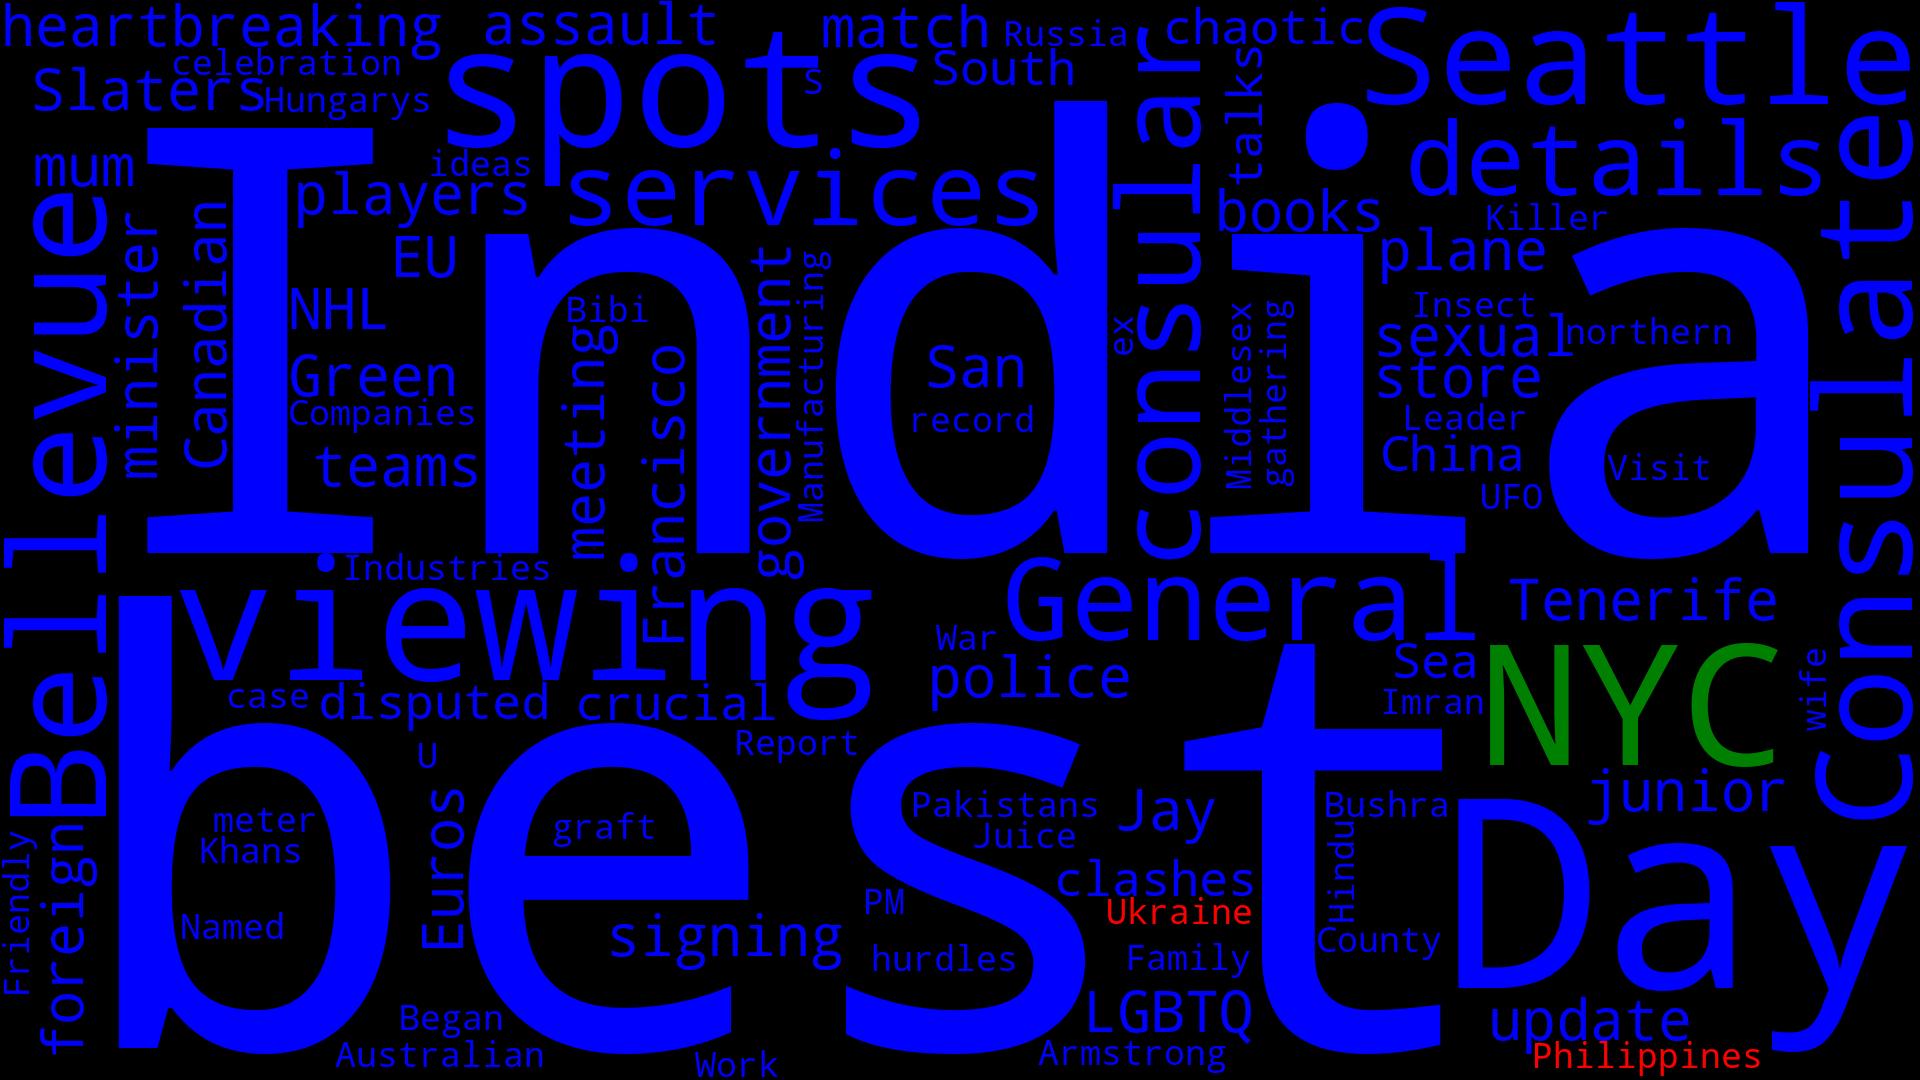 heartbreaking
assault
match
Russia
chaotic
Seattle
celebration
Slaters
Hungarys
spots
S
South
talks
consular
mum
ideas
players
services
books
details
Killer
Consulate
Bellevue
minister
Canadian
India
EU
plane
NHL
Bibi
meeting
government
Manufacturing
ex
Middlesex
gathering
Insect
sexual
northern
Green
Francisco
San
store
Companies
record
Leader
teams
China
Visit
UFO
Industries
viewing
General
Tenerife
War
police
Sea
NYC
wife
case
disputed
crucial
Imran
U
Report
best
junior
Euros
meter
Khans
graft
Pakistans
Juice
Jay
Bushra
Hindu
Day
Friendly
foreign
clashes
PM
Ukraine
Named
signing
hurdles
Family
County
Began
LGBTQ
update
Australian
Work
Armstrong
Philippines